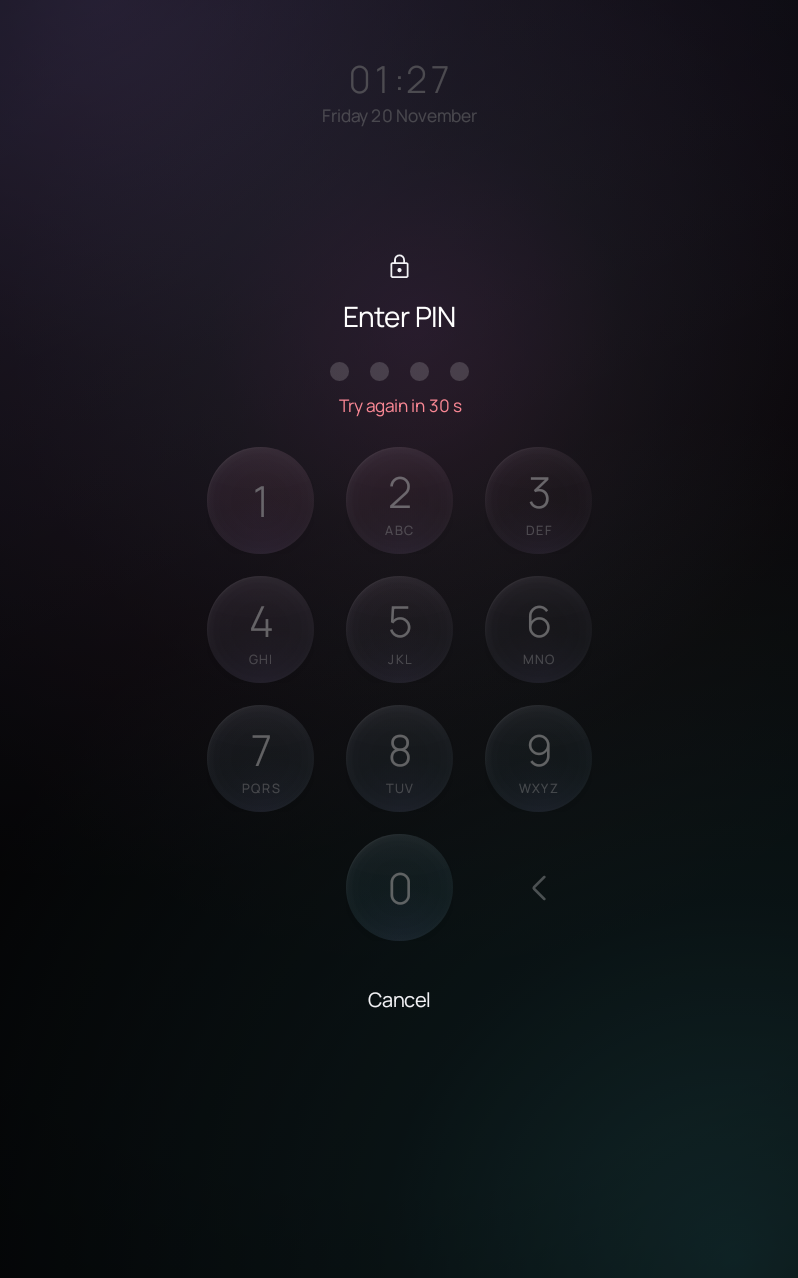 01:27
Friday 20 November
Enter PIN
Try again in 30 s
1
2
ABC
3
DEF
4
GHI
5
JKL
6
MNO
7
PQRS
8
TUV
9
WXYZ
0
Cancel